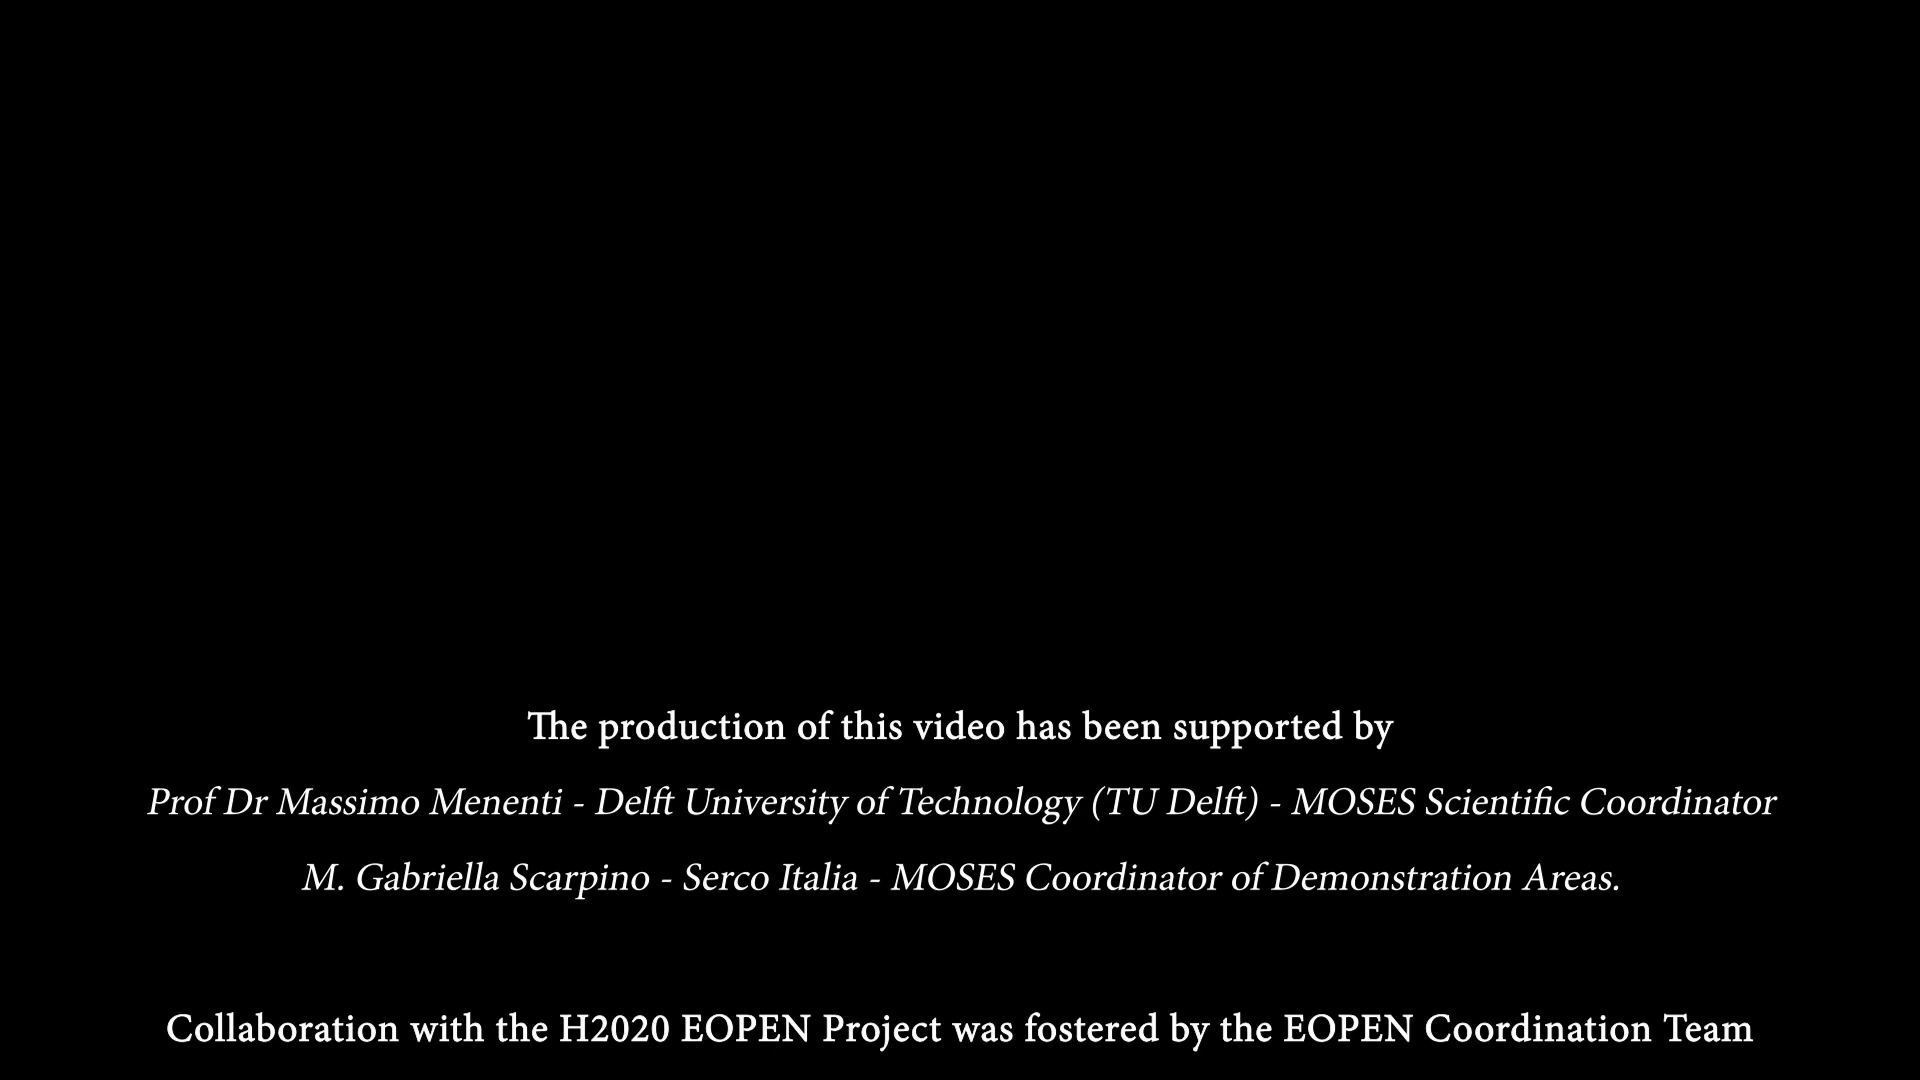 The production of this video has been supported by
Prof Dr Massimo Menenti - Delft University of Technology (TU Delft) - MOSES Scientific Coordinator
M. Gabriella Scarpino - Serco Italia - MOSES Coordinator of Demonstration Areas.
Collaboration with the H2020 EOPEN Project was fostered by the EOPEN Coordination Team